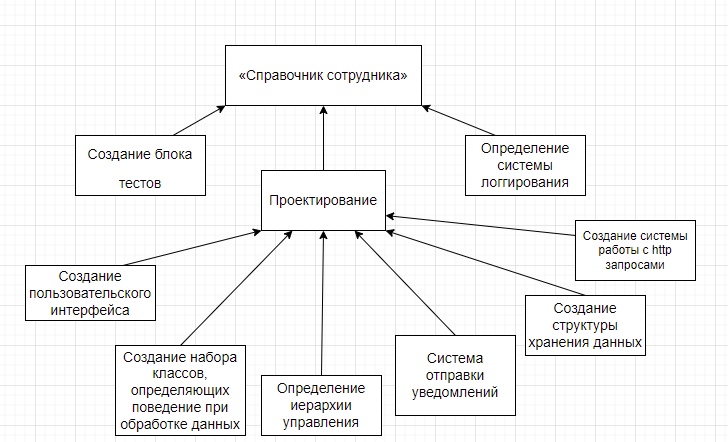 «Справочник сотрудника»
Создание блока
тестов
Определение
системы
логгирования
Проектирование
Создание системы
работы с http
запросами
Создание
пользовательского
интерфейса
Создание
структуры
хранения данных
Создание набора
классов,
определяющих
поведение при
обработке данных
Определение
иерархии
управления
Система
отправки
уведомлений